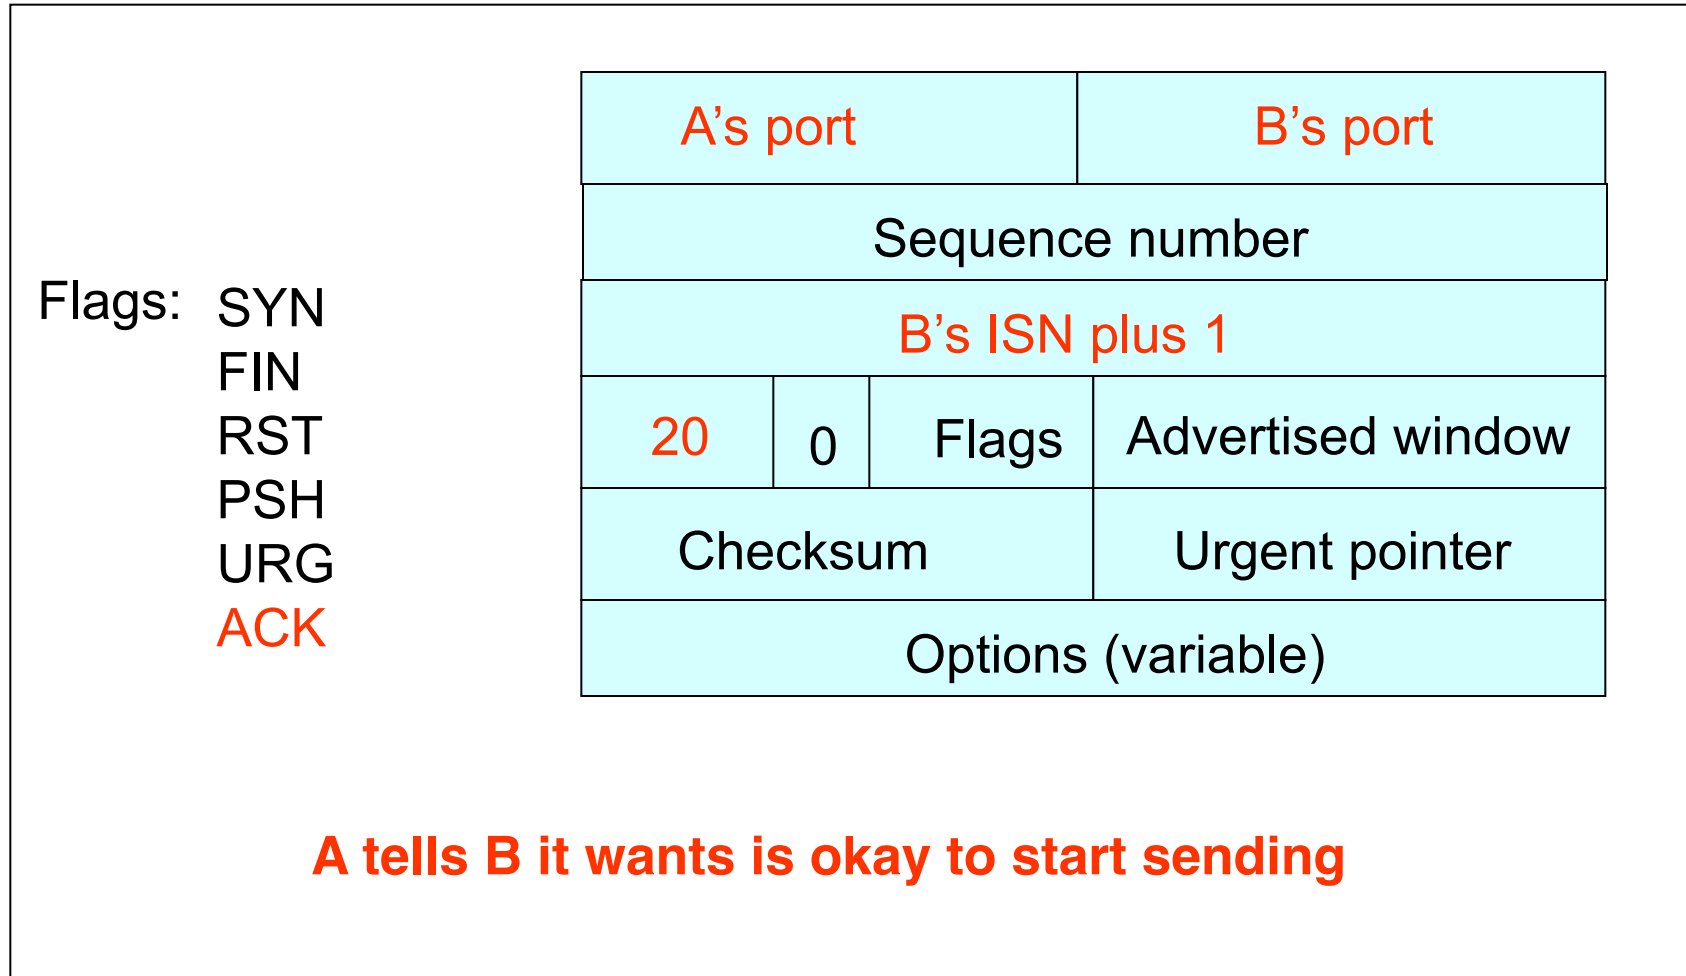 A’s port B’s port
Sequence number
Flags: SYN
FIN
RST
PSH
URG
ACK
B’s ISN plus 1
20 0 Flags Advertised window
Checksum Urgent pointer
Options (variable)
A tells B it wants is okay to start sending